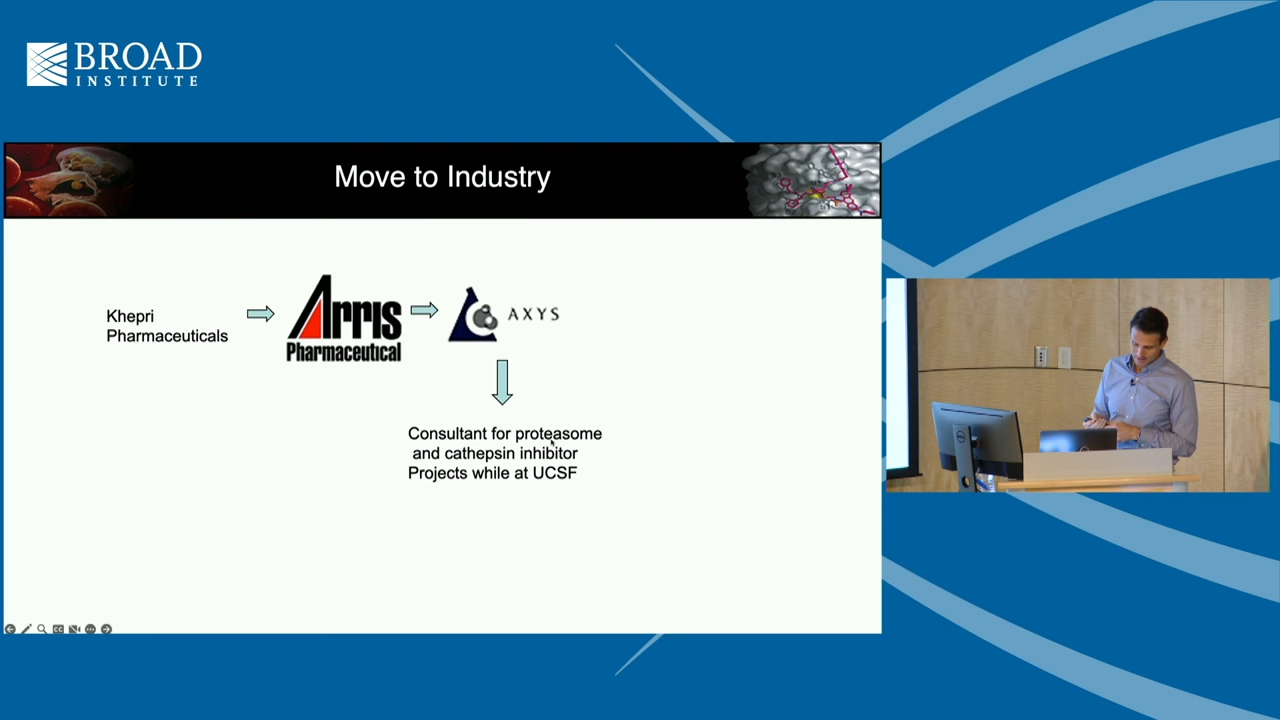 BROAD
INSTITUTE
Move to Industry
Khepri
Pharmaceuticals
Arris
Pharmaceutical
AXYS
Consultant for proteasome
and cathepsin inhibitor
Projects while at UCSF